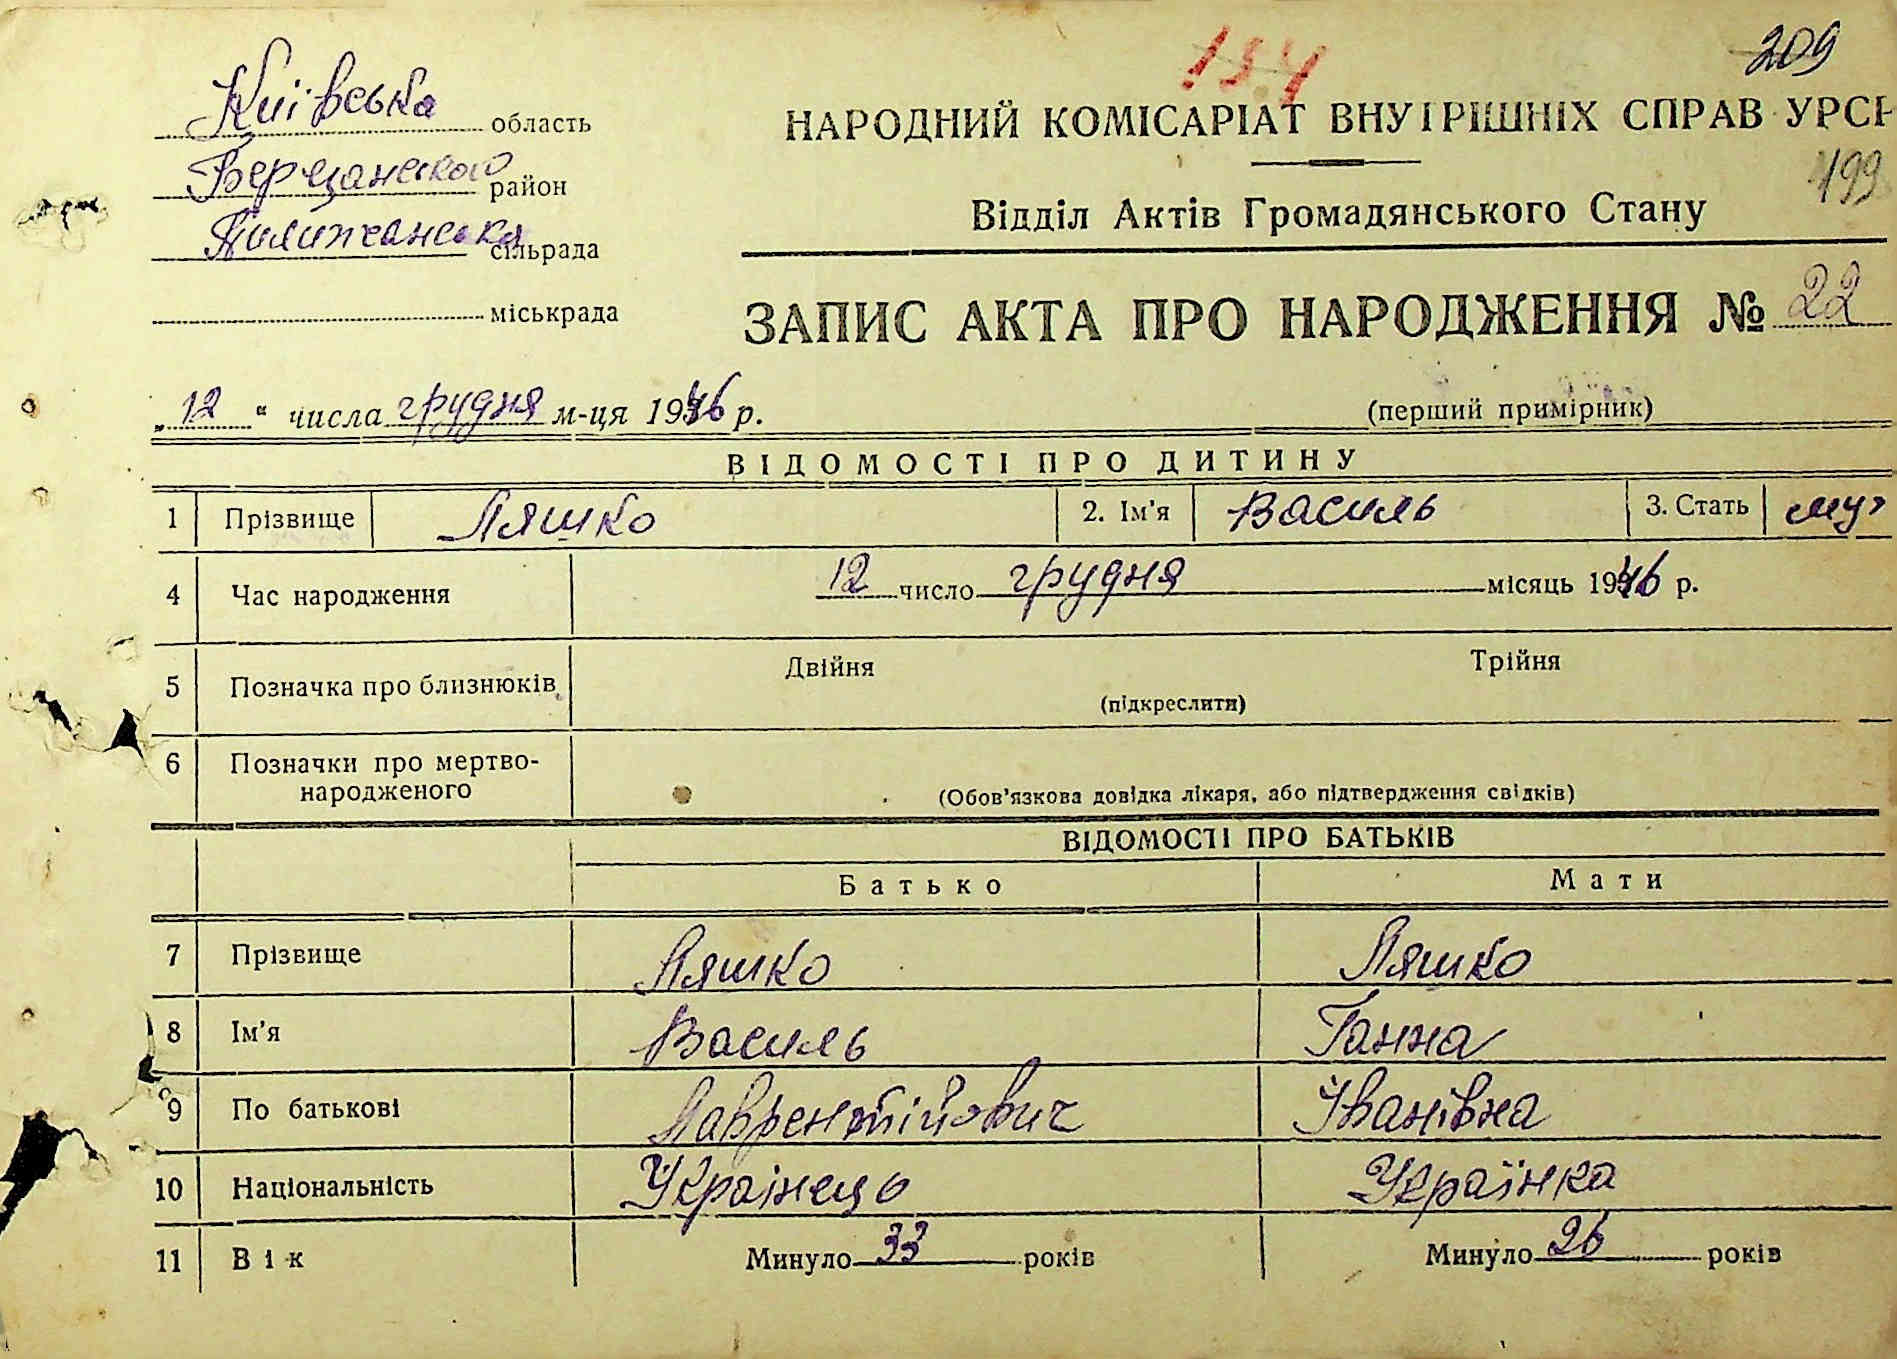 154
209
Київська область
НАРОДНИЙ КОМІСАРІАТ ВНУТРІШНІХ СПРАВ УРСР
район
499
Відділ Актів Громадянського Стану
сільрада
міськрада
ЗАПИС АКТА ПРО НАРОДЖЕННЯ № 22
„12“ числа грудня м-ця 1946 р.
(перший примірник)
ВІДОМОСТІ ПРО ДИТИНУ
1 Прізвище Ляшко 2. Ім'я Василь 3. Стать муж
4 Час народження 12 число грудня місяць 1946 р.
5 Позначка про близнюків Двійня Трійня
(підкреслити)
6 Позначки про мертво-
народженого (Обов'язкова довідка лікаря, або підтвердження свідків)
ВІДОМОСТІ ПРО БАТЬКІВ
Батько Мати
7 Прізвище Ляшко Ляшко
8 Ім'я Василь Ганна
9 По батькові Лаврентійович Іванівна
10 Національність Українець Українка
11 Вік Минуло 33 років Минуло 26 років